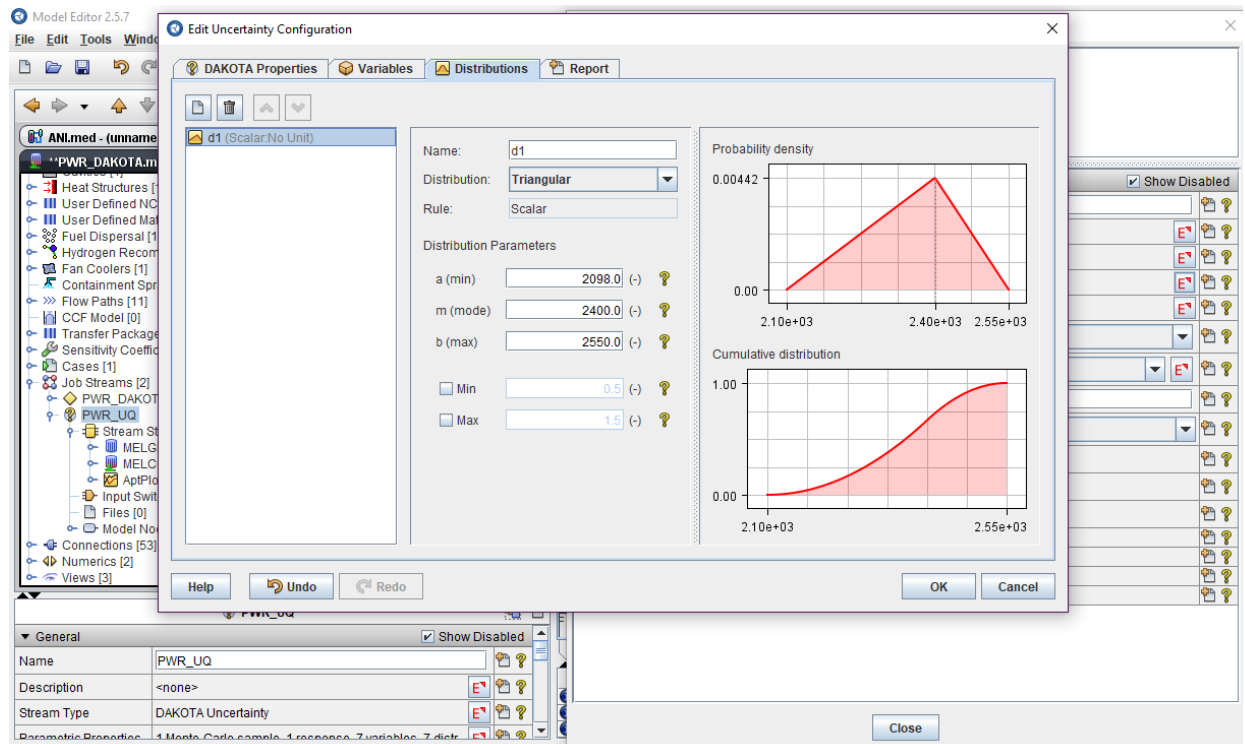 Model Editor 2.5.7
File Edit Tools
Edit Uncertainty Configuration
DAKOTA Properties Variables Distributions Report
ANI.med - (unname
**PWR_DAKOTA.m
Heat Structures [
User Defined NC
User Defined Mat
Fuel Dispersal [1
Hydrogen Recom
Fan Coolers [1]
Containment Spr
Flow Paths [11]
CCF Model [0]
Transfer Package
Sensitivity Coeffic
Cases [1]
Job Streams [2]
PWR_DAKOT
PWR_UQ
Stream St
MELG
MELC
AptPlo
Input Swit
Files [0]
Model No
Connections [53]
Numerics [2]
Views [3]
d1 (Scalar:No Unit)
Name: d1
Distribution: Triangular
Rule: Scalar
Distribution Parameters
a (min) 2098.0 (-)
m (mode) 2400.0 (-)
b (max) 2550.0 (-)
Min 0.5 (-)
Max 1.5 (-)
Probability density
0.00442
0.00
2.10e+03 2.40e+03 2.55e+03
Cumulative distribution
1.00
0.00
2.10e+03 2.55e+03
Help Undo Redo OK Cancel
Show Disabled
General Show Disabled
Name PWR_UQ
Description <none>
Stream Type DAKOTA Uncertainty
Parametric Properties 1 Monte-Carlo sample, 1 response, 7 variables, 7 distr
Close